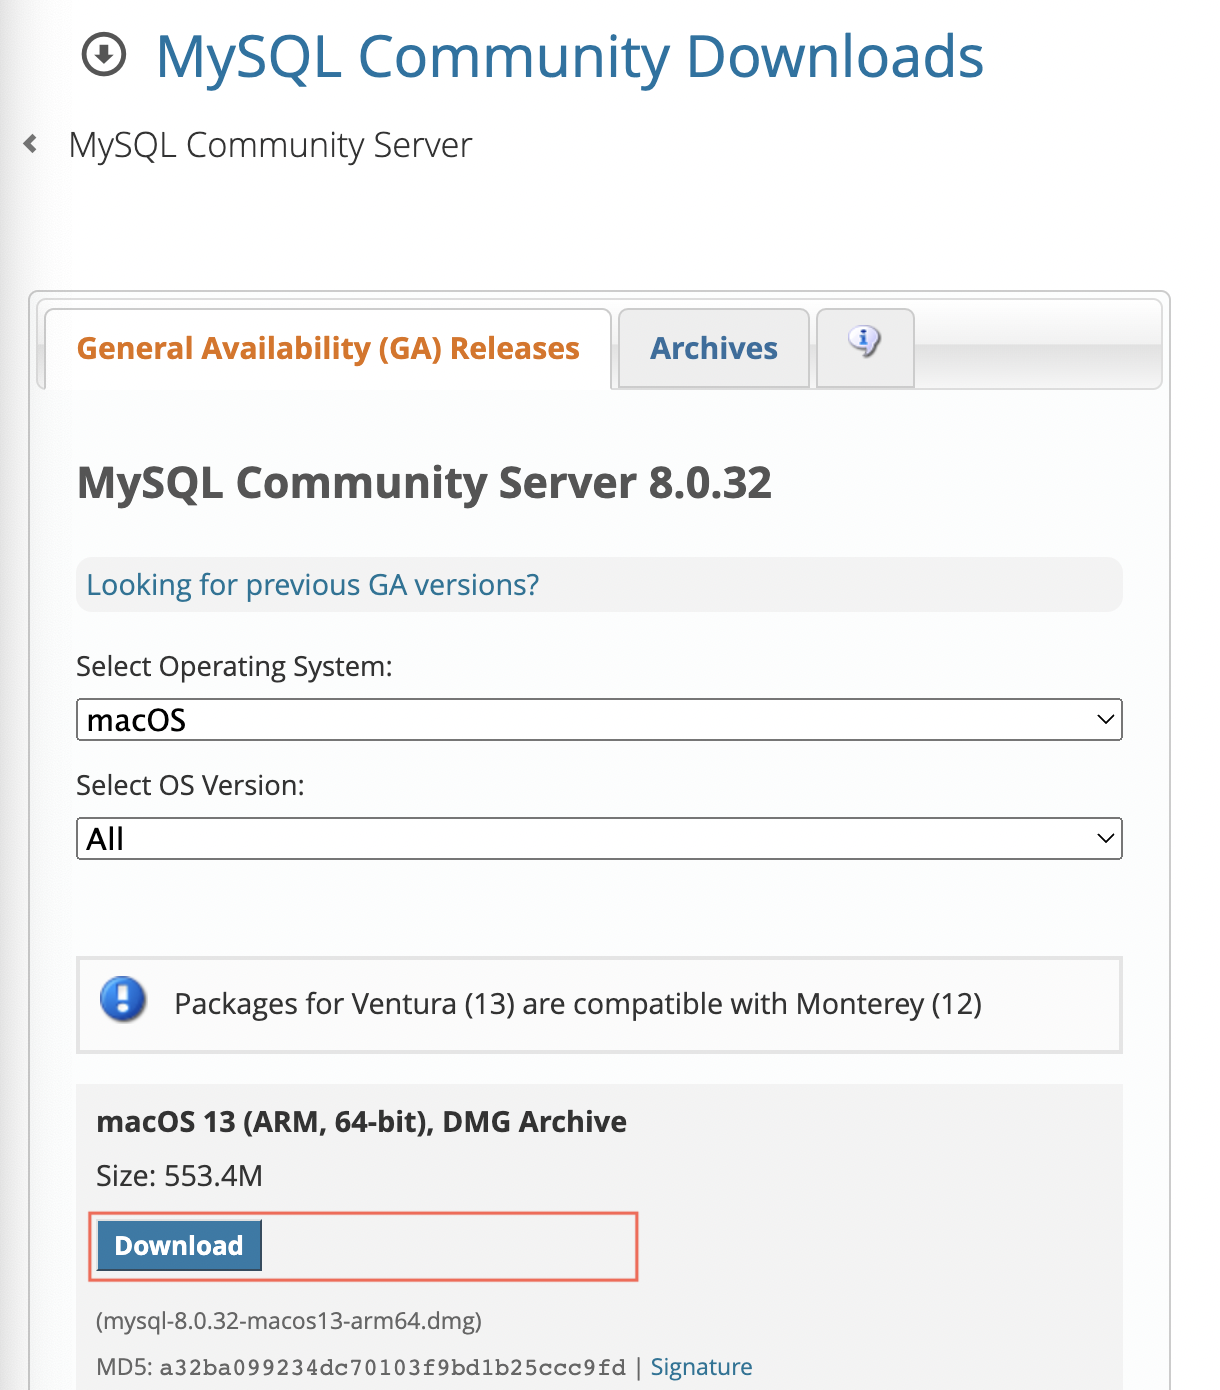 MySQL Community Downloads
MySQL Community Server
General Availability (GA) Releases
Archives
MySQL Community Server 8.0.32
Looking for previous GA versions?
Select Operating System:
macOS
Select OS Version:
All
Packages for Ventura (13) are compatible with Monterey (12)
macOS 13 (ARM, 64-bit), DMG Archive
Size: 553.4M
Download
(mysql-8.0.32-macos13-arm64.dmg)
MD5: a32ba099234dc70103f9bd1b25ccc9fd | Signature